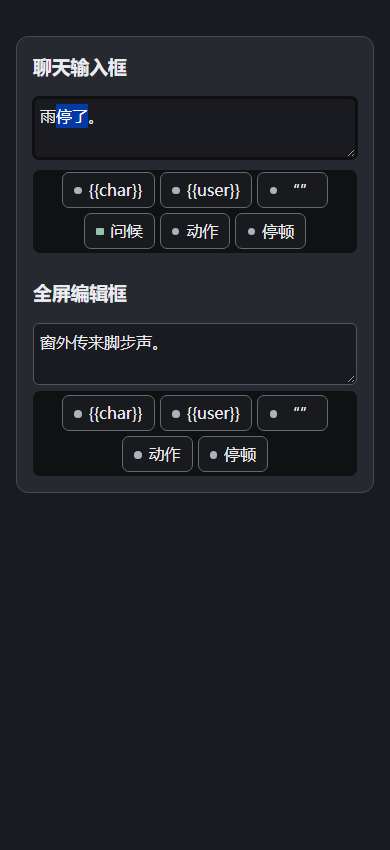 聊天输入框
雨停了。
{{char}} {{user}} “”
问候 动作 停顿
全屏编辑框
窗外传来脚步声。
{{char}} {{user}} “”
动作 停顿